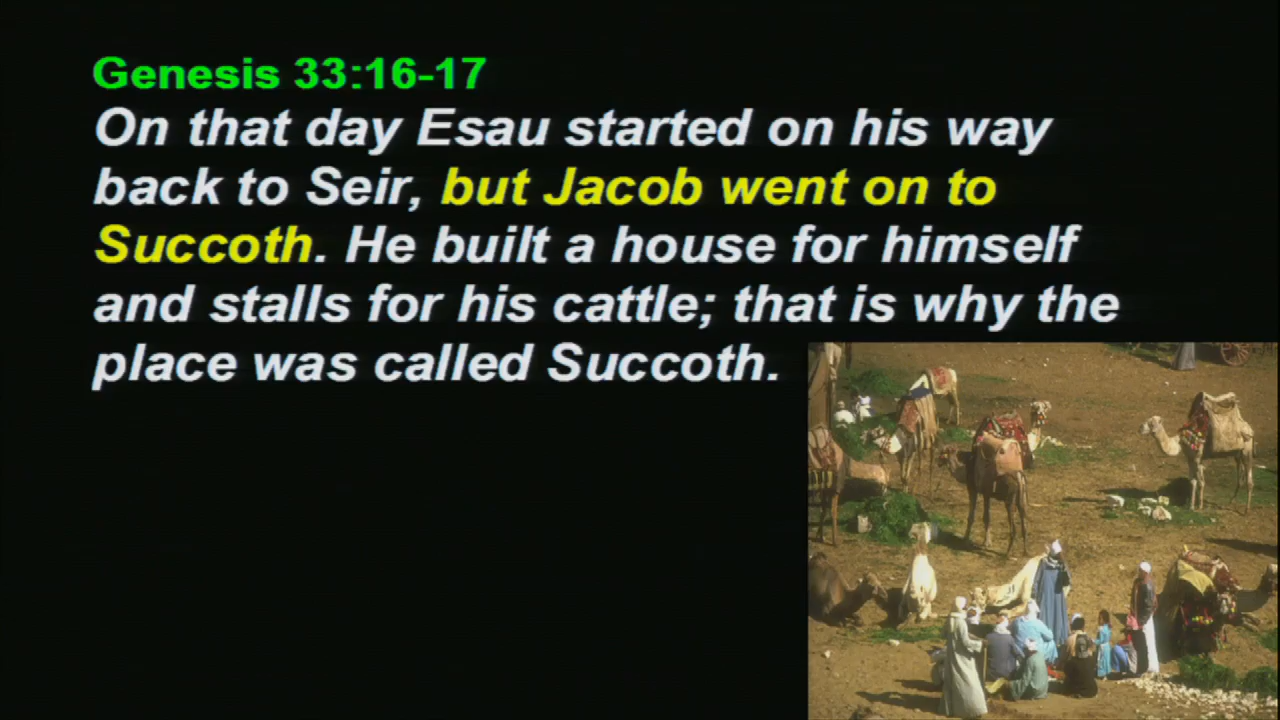 Genesis 33:16-17
On that day Esau started on his way
back to Seir, but Jacob went on to
Succoth. He built a house for himself
and stalls for his cattle; that is why the
place was called Succoth.